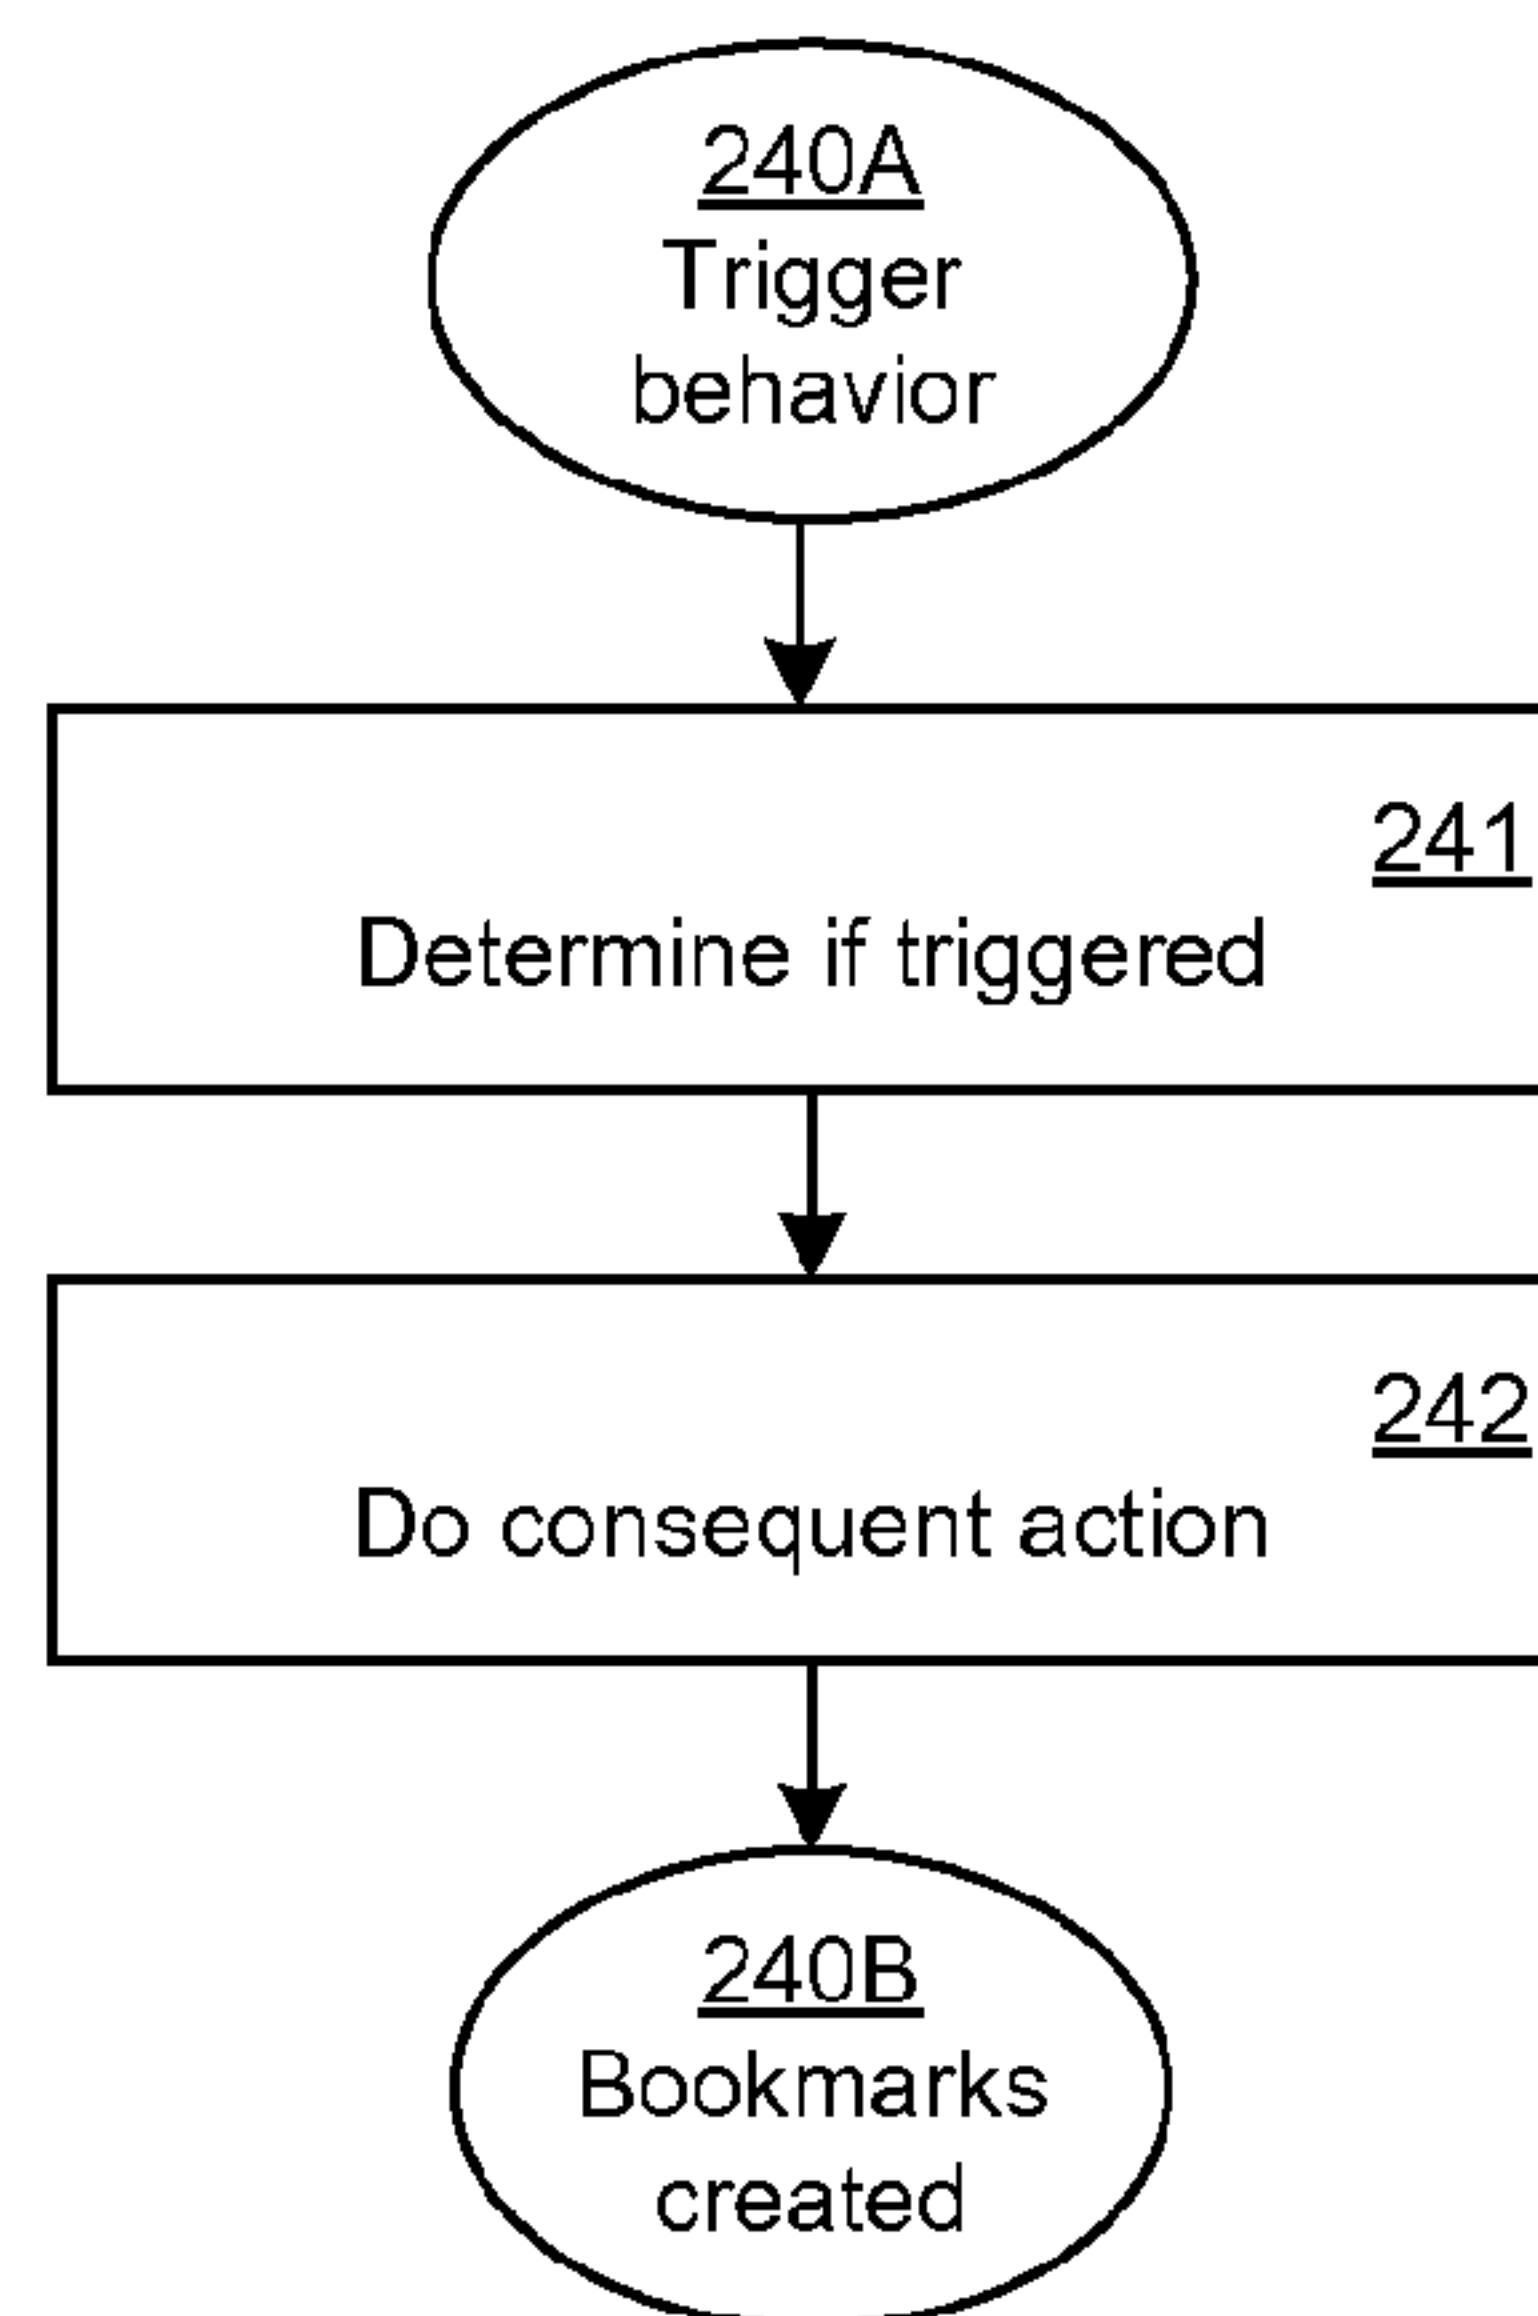 240A
Trigger
behavior
241
Determine if triggered
242
Do consequent action
240B
Bookmarks
created